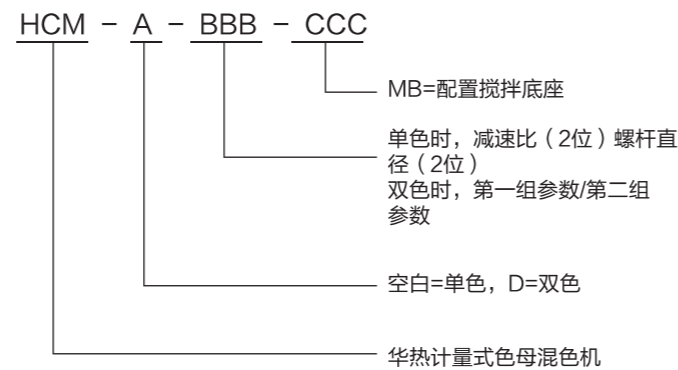 HCM - A - BBB - CCC
MB=配置搅拌底座
单色时，减速比（2位）螺杆直
径（2位）
双色时，第一组参数/第二组
参数
空白=单色，D=双色
华热计量式色母混色机